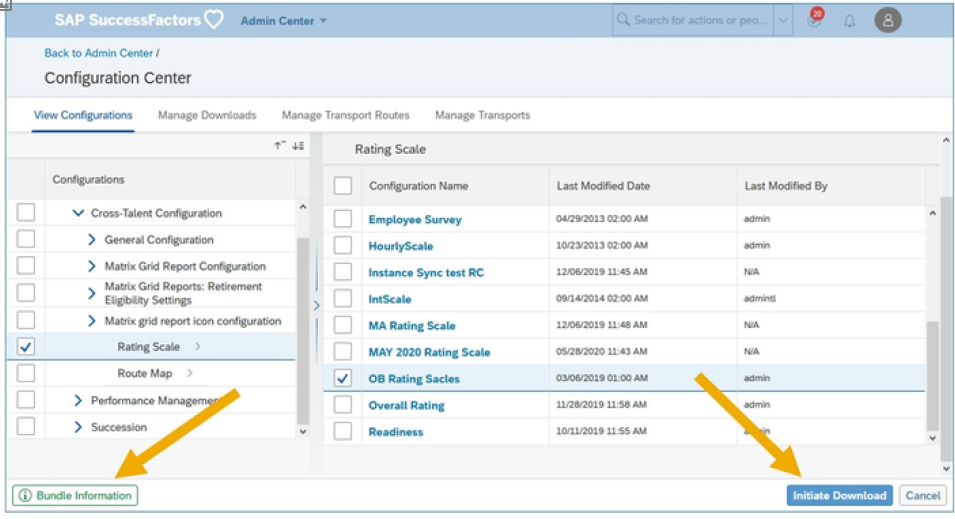 SAP SuccessFactors Admin Center
Search for actions or peo...
20
Back to Admin Center /
Configuration Center
View Configurations Manage Downloads Manage Transport Routes Manage Transports
Rating Scale
Configurations
Configuration Name Last Modified Date Last Modified By
Cross-Talent Configuration
General Configuration
Matrix Grid Report Configuration
Matrix Grid Reports: Retirement
Eligibility Settings
Matrix grid report icon configuration
Rating Scale
Route Map
Performance Management
Succession
Employee Survey 04/29/2013 02:00 AM admin
HourlyScale 10/23/2013 02:00 AM admin
Instance Sync test RC 12/06/2019 11:45 AM N/A
IntScale 09/14/2014 02:00 AM admintl
MA Rating Scale 12/06/2019 11:48 AM N/A
MAY 2020 Rating Scale 05/28/2020 11:43 AM N/A
OB Rating Sacles 03/06/2019 01:00 AM admin
Overall Rating 11/28/2019 11:58 AM admin
Readiness 10/11/2019 11:55 AM admin
Bundle Information
Initiate Download Cancel